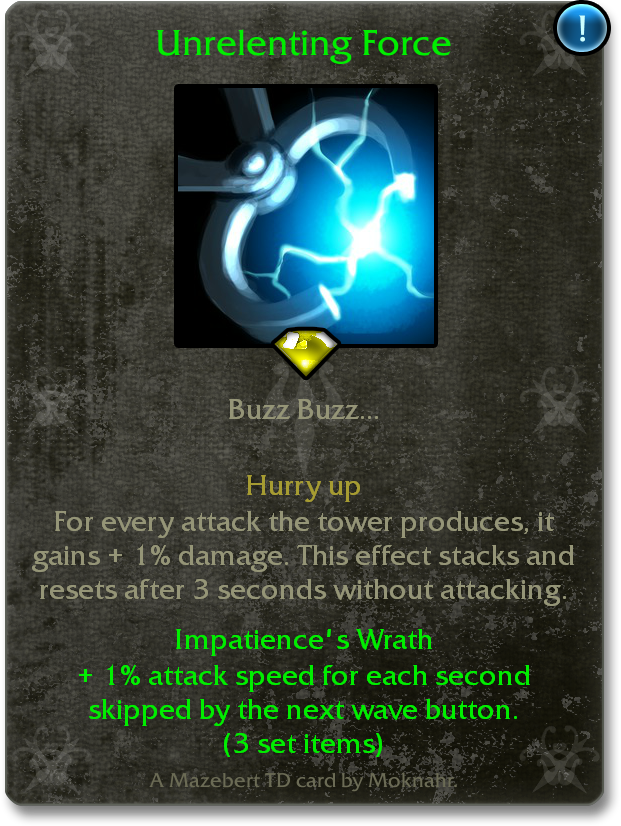 Unrelenting Force
!
Buzz Buzz...
Hurry up
For every attack the tower produces, it
gains + 1% damage. This effect stacks and
resets after 3 seconds without attacking.
Impatience's Wrath
+ 1% attack speed for each second
skipped by the next wave button.
(3 set items)
A Mazebert TD card by Moknahr.